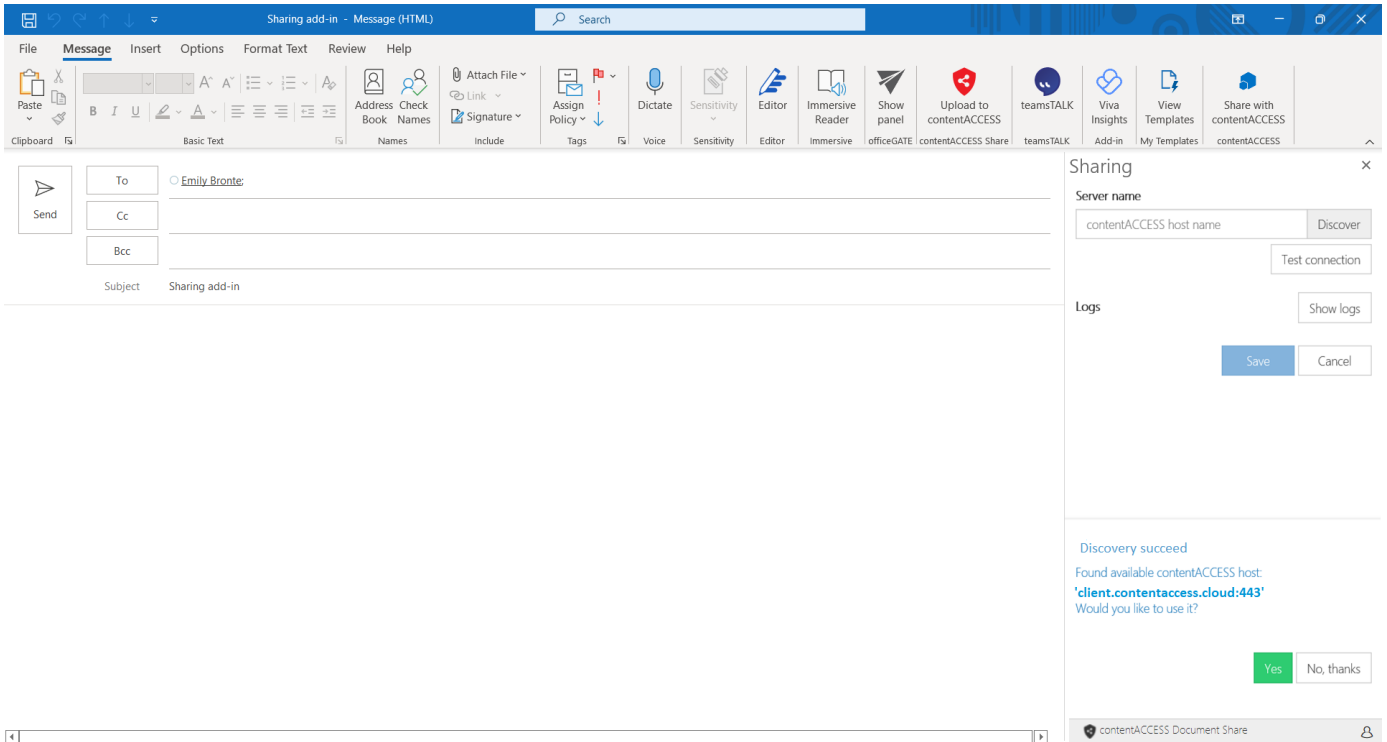 Sharing add-in - Message (HTML)
Search
File Message Insert Options Format Text Review Help
Paste
Clipboard
B I U A
A A
Basic Text
Address Book
Check Names
Names
Attach File
Link
Signature
Include
Assign Policy
Tags
Dictate
Voice
Sensitivity
Sensitivity
Editor
Editor
Immersive Reader
Immersive
Show panel
officeGATE
Upload to contentACCESS
contentACCESS Share
teamsTALK
teamsTALK
Viva Insights
Add-in
View Templates
My Templates
Share with contentACCESS
contentACCESS
Send
To
Emily Bronte;
Cc
Bcc
Subject
Sharing add-in
Sharing
Server name
contentACCESS host name
Discover
Test connection
Logs
Show logs
Save
Cancel
Discovery succeed
Found available contentACCESS host:
'client.contentaccess.cloud:443'
Would you like to use it?
Yes
No, thanks
contentACCESS Document Share